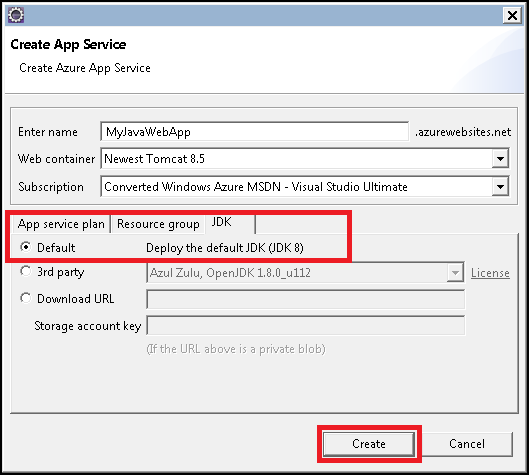 Create App Service
Create App Service
Create Azure App Service
Enter name MyJavaWebApp .azurewebsites.net
Web container Newest Tomcat 8.5
Subscription Converted Windows Azure MSDN - Visual Studio Ultimate
App service plan Resource group JDK
Default Deploy the default JDK (JDK 8)
3rd party Azul Zulu, OpenJDK 1.8.0_u112 License
Download URL
Storage account key
(If the URL above is a private blob)
Create Cancel